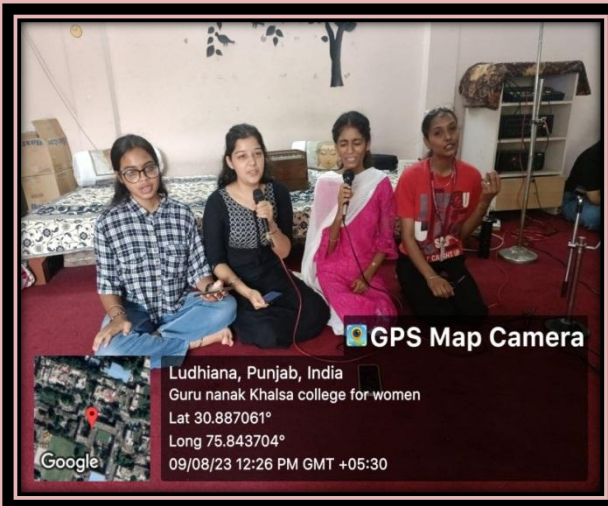 GPS Map Camera
Ludhiana, Punjab, India
Guru nanak Khalsa college for women
Lat 30.887061°
Long 75.843704°
09/08/23 12:26 PM GMT +05:30
Google